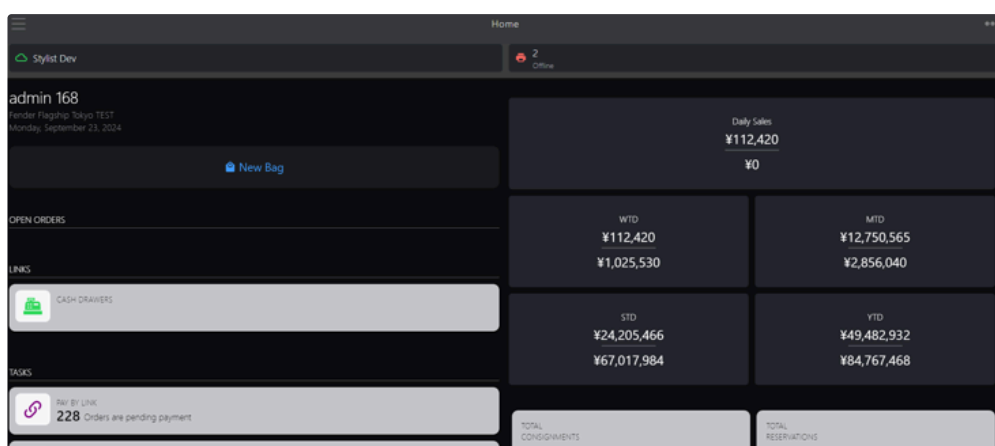 Home
Stylist Dev
2
Offline
admin 168
Fender Flagship Tokyo TEST
Monday, September 23, 2024
New Bag
OPEN ORDERS
LINKS
CASH DRAWERS
TASKS
PAY BY LINK
228 Orders are pending payment
Daily Sales
¥112,420
¥0
WTD
¥112,420
¥1,025,530
MTD
¥12,750,565
¥2,856,040
STD
¥24,205,466
¥67,017,984
YTD
¥49,482,932
¥84,767,468
TOTAL
CONSIGNMENTS
TOTAL
RESERVATIONS